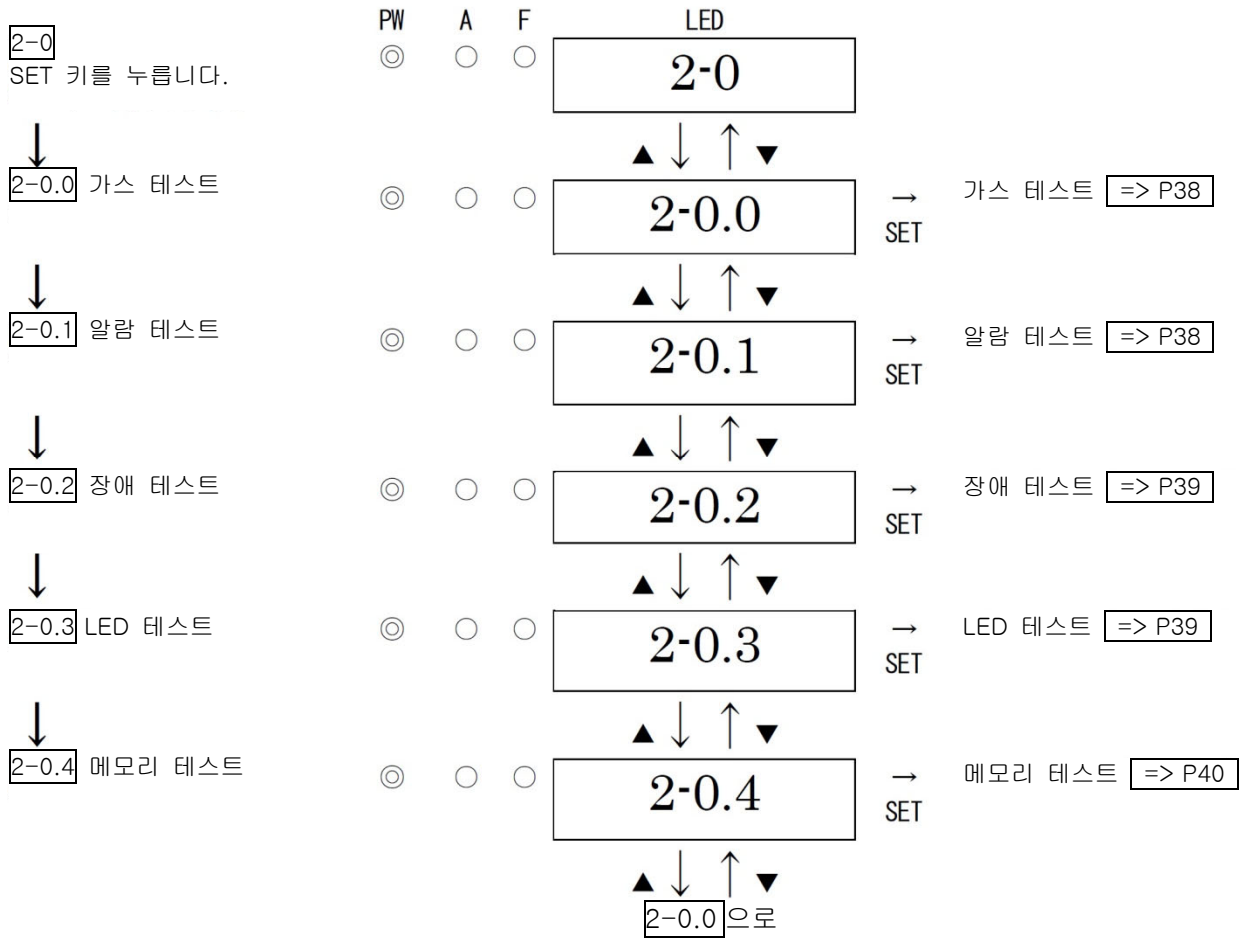 PW A F LED
2-0
SET 키를 누릅니다.
◎ ○ ○ 2-0
↓ ▲ ↓ ↑ ▼
2-0.0 가스 테스트 ◎ ○ ○ 2-0.0 → 가스 테스트 => P38
SET
↓ ▲ ↓ ↑ ▼
2-0.1 알람 테스트 ◎ ○ ○ 2-0.1 → 알람 테스트 => P38
SET
↓ ▲ ↓ ↑ ▼
2-0.2 장애 테스트 ◎ ○ ○ 2-0.2 → 장애 테스트 => P39
SET
↓ ▲ ↓ ↑ ▼
2-0.3 LED 테스트 ◎ ○ ○ 2-0.3 → LED 테스트 => P39
SET
↓ ▲ ↓ ↑ ▼
2-0.4 메모리 테스트 ◎ ○ ○ 2-0.4 → 메모리 테스트 => P40
SET
▲ ↓ ↑ ▼
2-0.0 으로